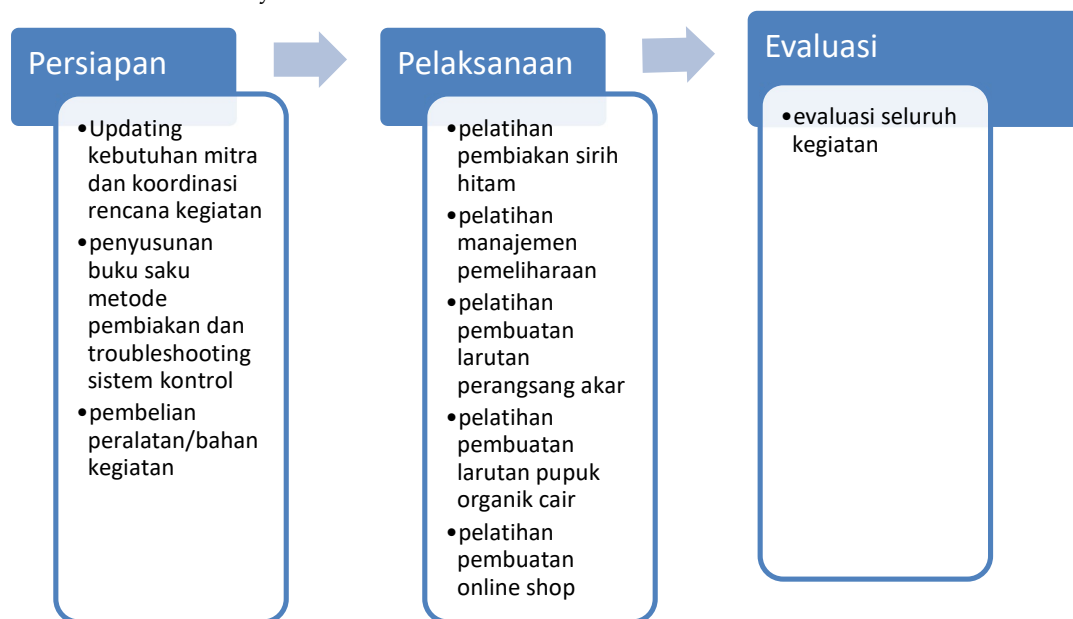 Persiapan
•Updating
kebutuhan mitra
dan koordinasi
rencana kegiatan
•penyusunan
buku saku
metode
pembiakan dan
troubleshooting
sistem kontrol
•pembelian
peralatan/bahan
kegiatan
Pelaksanaan
•pelatihan
pembiakan sirih
hitam
•pelatihan
manajemen
pemeliharaan
•pelatihan
pembuatan
larutan
perangsang akar
•pelatihan
pembuatan
larutan pupuk
organik cair
•pelatihan
pembuatan
online shop
Evaluasi
•evaluasi seluruh
kegiatan